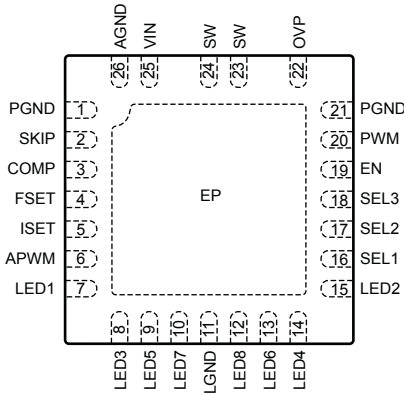 AGND
VIN
SW
SW
OVP
26
25
24
23
22
PGND 1
SKIP 2
COMP 3
FSET 4
ISET 5
APWM 6
LED1 7
EP
21 PGND
20 PWM
19 EN
18 SEL3
17 SEL2
16 SEL1
15 LED2
8
9
10
11
12
13
14
LED3
LED5
LED7
LGND
LED8
LED6
LED4